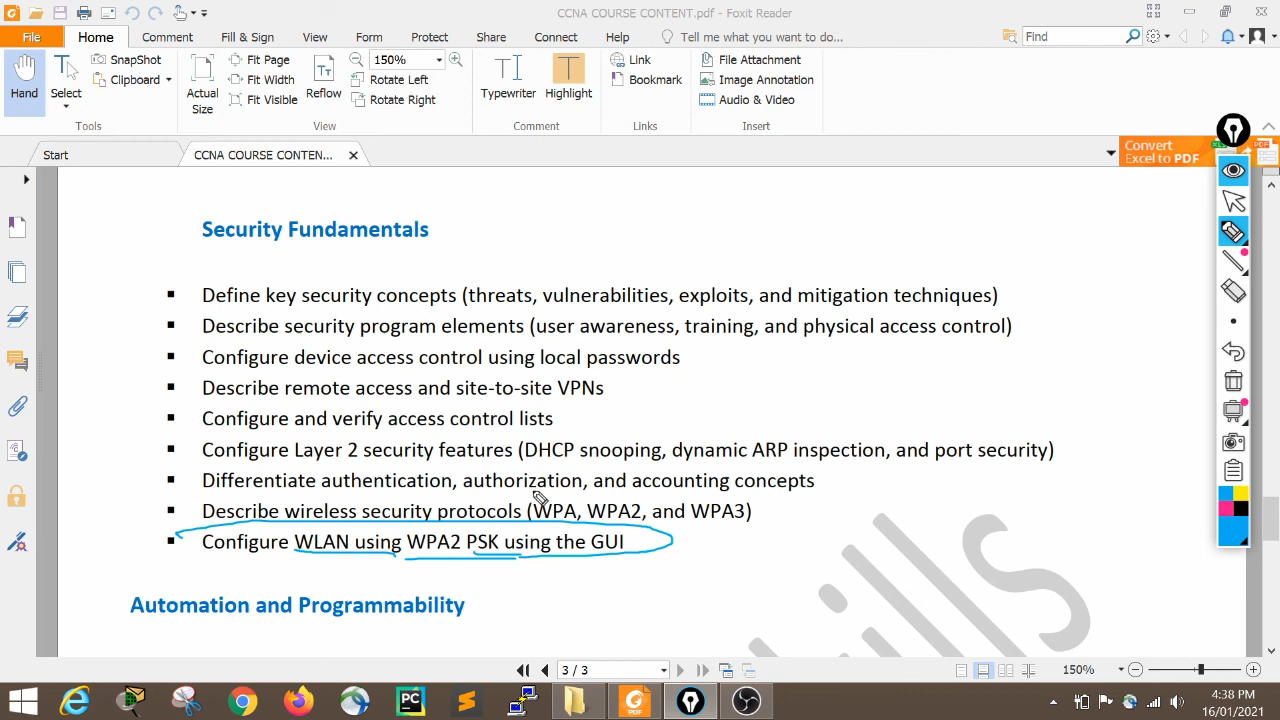 CCNA COURSE CONTENT.pdf - Foxit Reader
File Home Comment Fill & Sign View Form Protect Share Connect Help Tell me what you want to do... Find
Hand Select SnapShot Clipboard Actual Size Fit Page Fit Width Fit Visible Reflow 150% Rotate Left Rotate Right Typewriter Highlight Link Bookmark File Attachment Image Annotation Audio & Video
Tools View Comment Links Insert
Start CCNA COURSE CONTEN... Convert Excel to PDF
Security Fundamentals
▪ Define key security concepts (threats, vulnerabilities, exploits, and mitigation techniques)
▪ Describe security program elements (user awareness, training, and physical access control)
▪ Configure device access control using local passwords
▪ Describe remote access and site-to-site VPNs
▪ Configure and verify access control lists
▪ Configure Layer 2 security features (DHCP snooping, dynamic ARP inspection, and port security)
▪ Differentiate authentication, authorization, and accounting concepts
▪ Describe wireless security protocols (WPA, WPA2, and WPA3)
▪ Configure WLAN using WPA2 PSK using the GUI
Automation and Programmability
ills
3 / 3 150%
PC
PDF
4:38 PM
16/01/2021